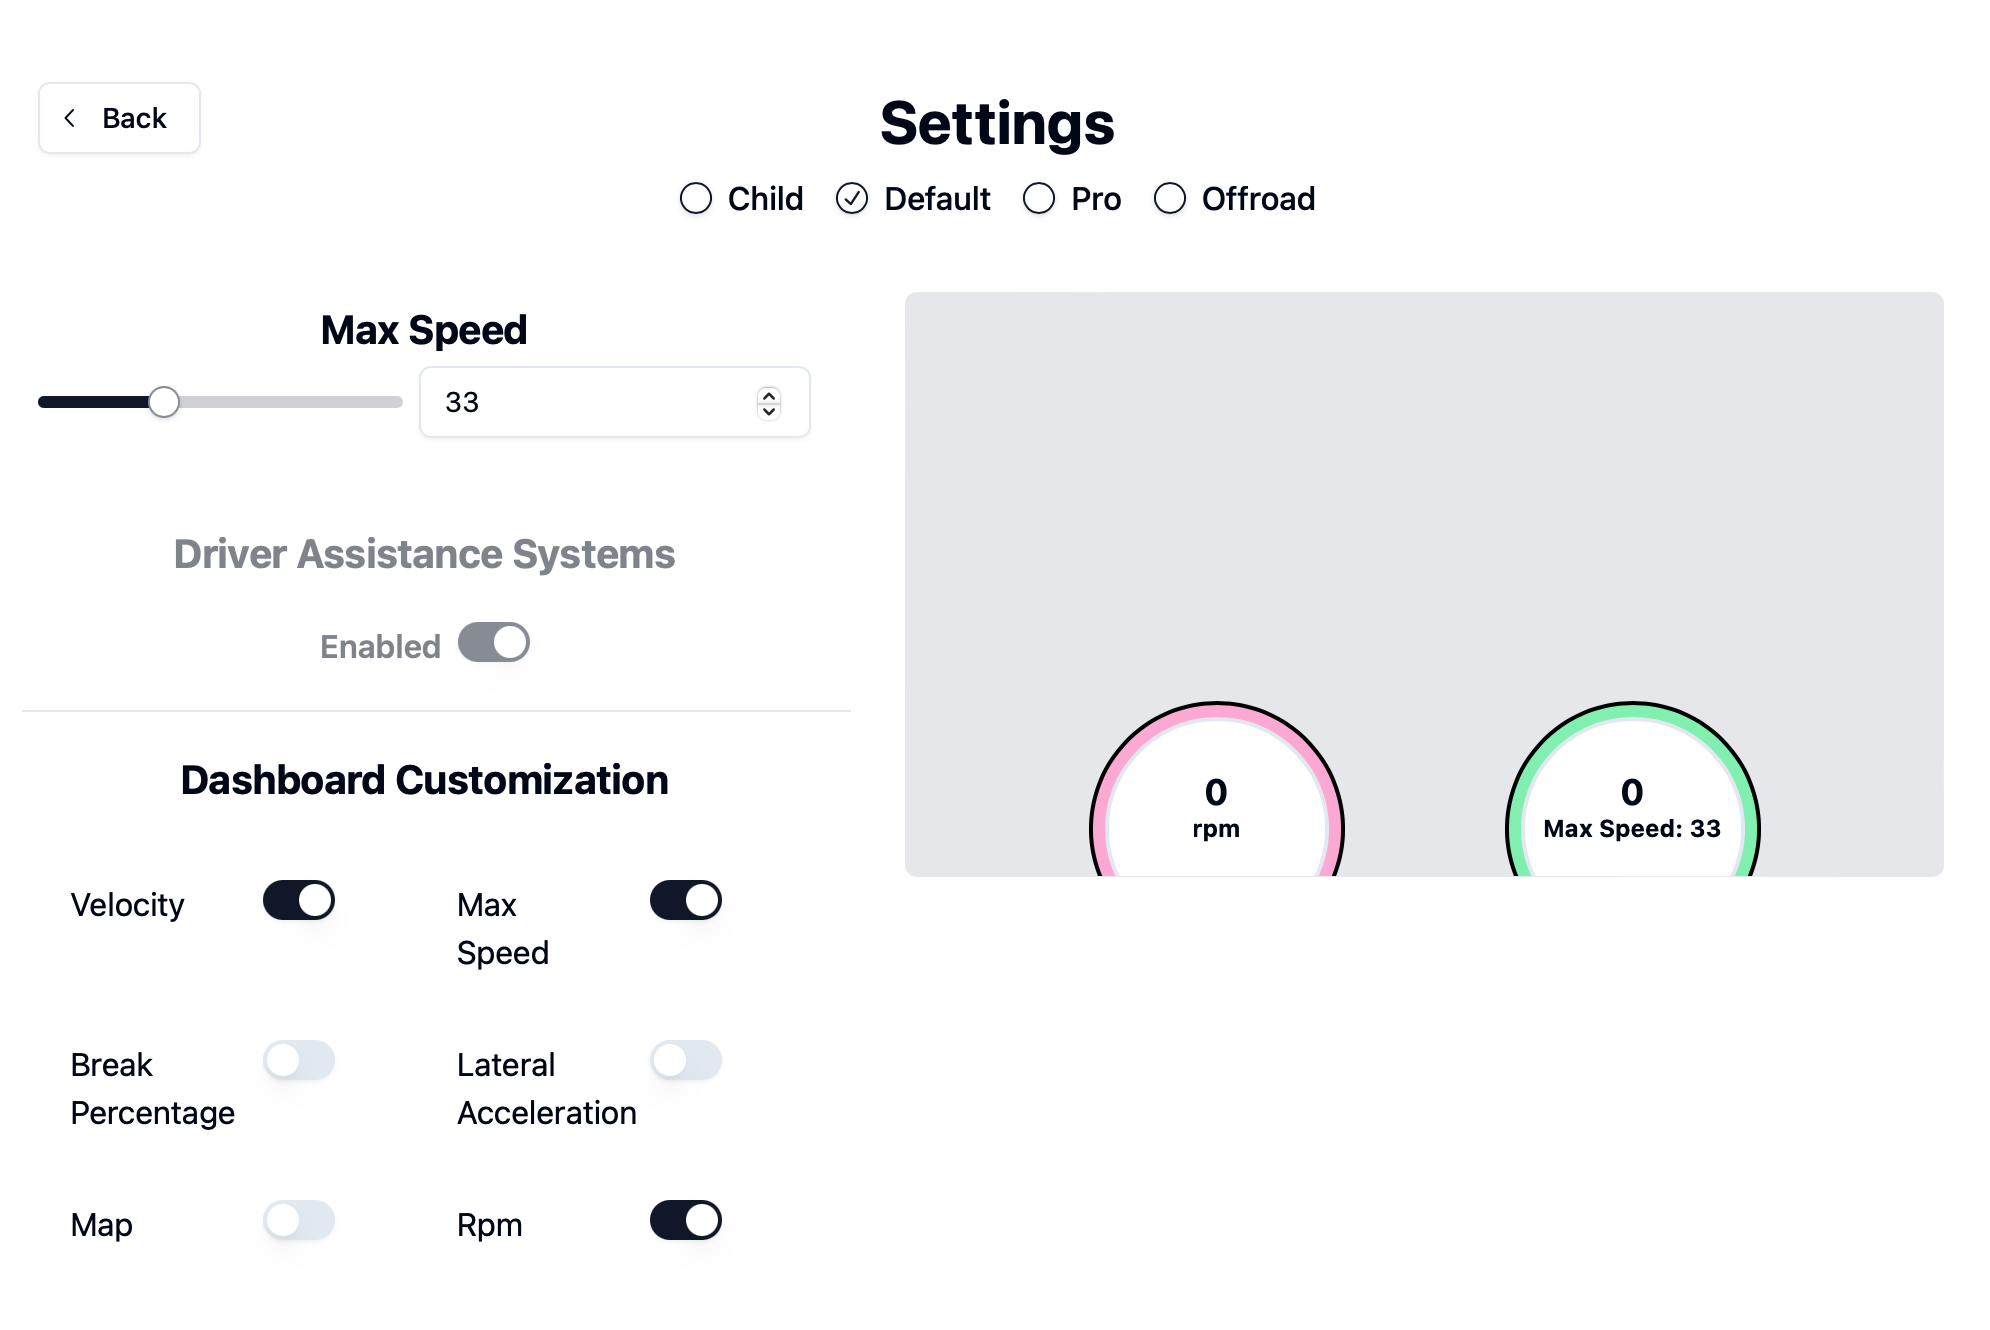 Back
Settings
Child
Default
Pro
Offroad
Max Speed
33
Driver Assistance Systems
Enabled
Dashboard Customization
Velocity
Max
Speed
Break
Percentage
Lateral
Acceleration
Map
Rpm
0
rpm
0
Max Speed: 33